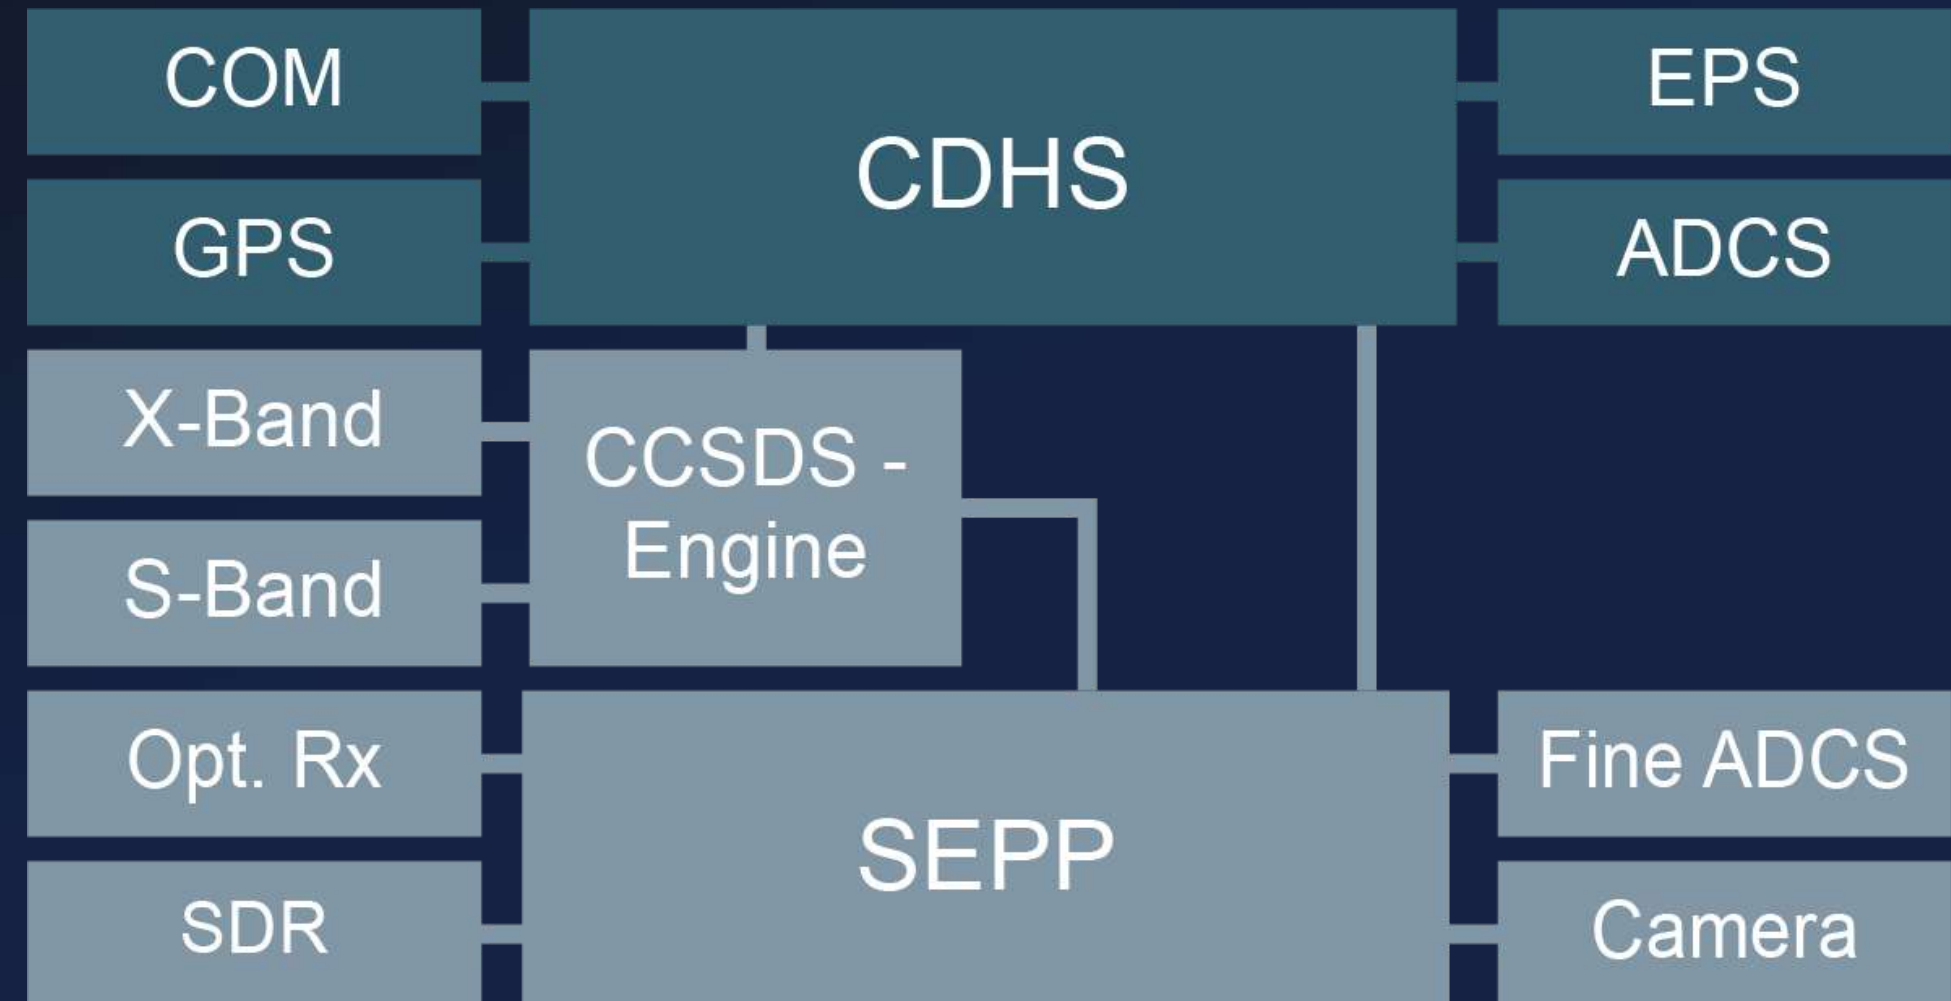 COM
CDHS
EPS
GPS
ADCS
X-Band
CCSDS -
Engine
S-Band
Opt. Rx
SEPP
Fine ADCS
SDR
Camera